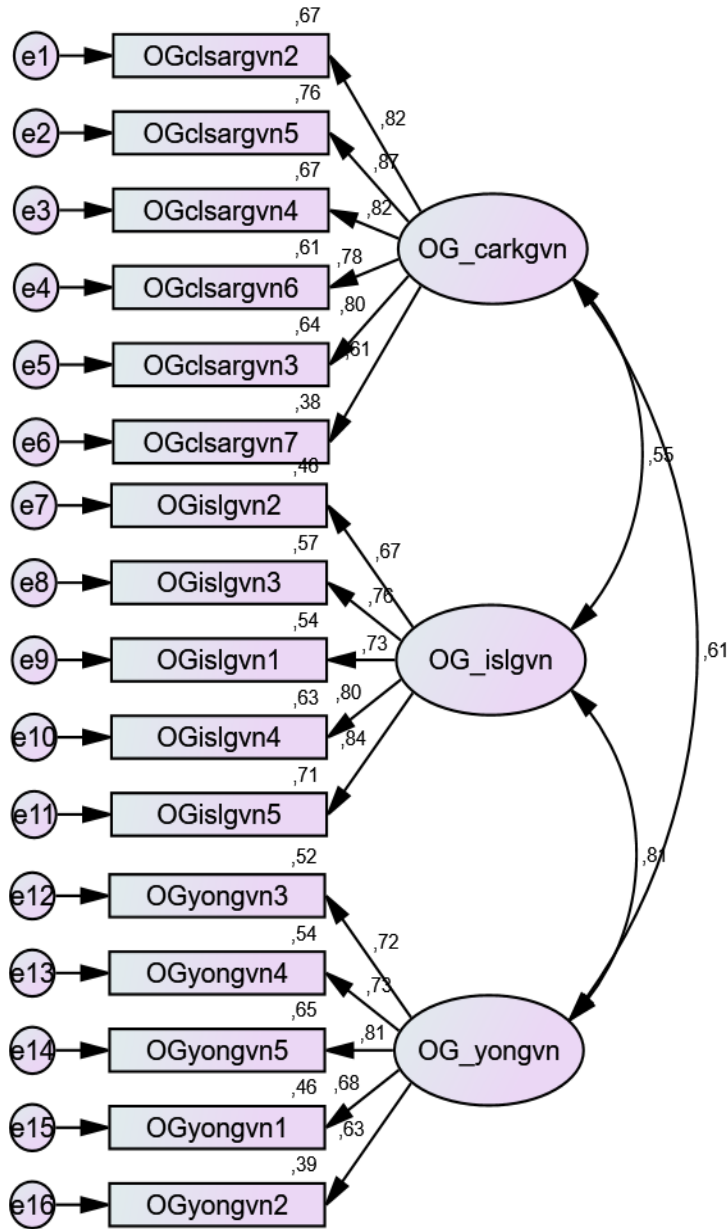 ,67
e1
OGclsargvn2
,82
,76
e2
OGclsargvn5
,87
,67
e3
OGclsargvn4
,82
OG_carkgvn
,61
e4
OGclsargvn6
,78
,64
e5
OGclsargvn3
,80
,38
e6
OGclsargvn7
,61
,55
,46
e7
OGislgvn2
,67
,57
e8
OGislgvn3
,76
,54
e9
OGislgvn1
,73
OG_islgvn
,61
,63
e10
OGislgvn4
,80
,71
e11
OGislgvn5
,84
,81
,52
e12
OGyongvn3
,72
,54
e13
OGyongvn4
,73
,65
e14
OGyongvn5
,81
OG_yongvn
,46
e15
OGyongvn1
,68
,39
e16
OGyongvn2
,63